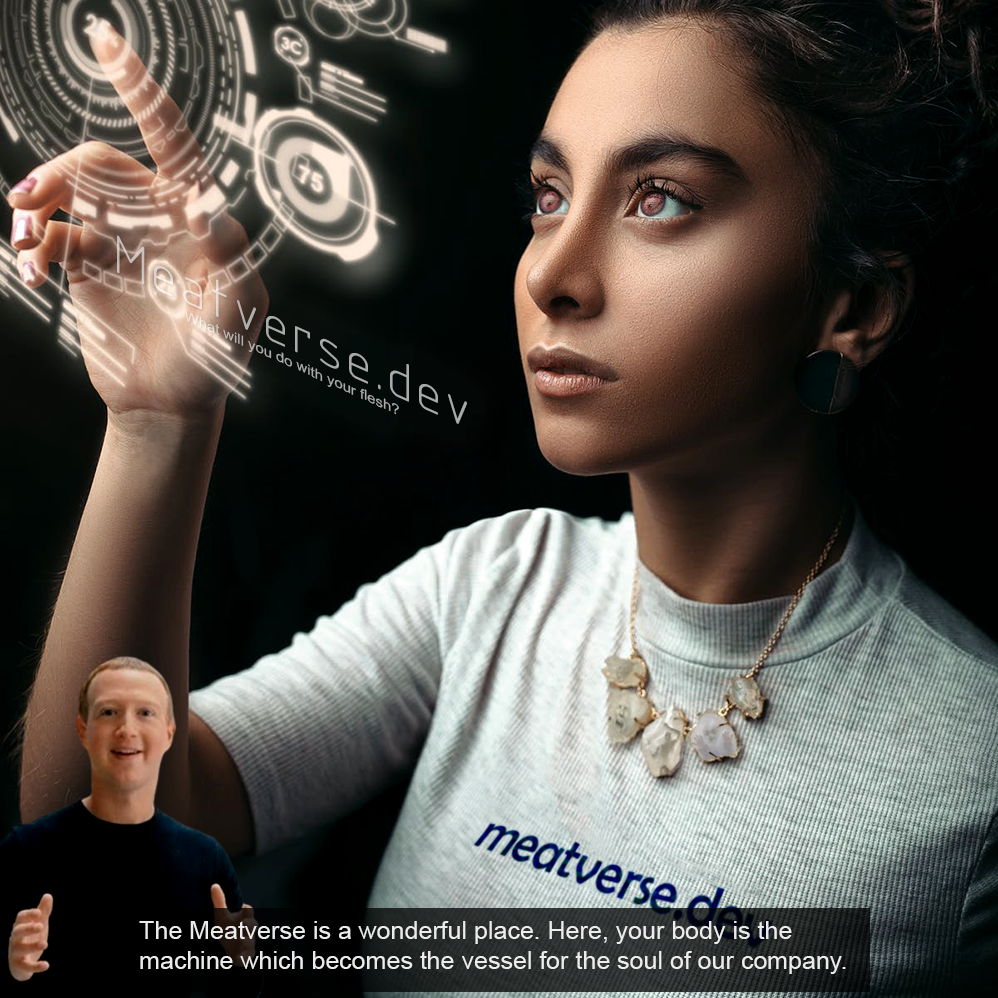 3C
75
Meatverse.dev
what will you do with your flesh?
meatverse.dev
The Meatverse is a wonderful place. Here, your body is the
machine which becomes the vessel for the soul of our company.